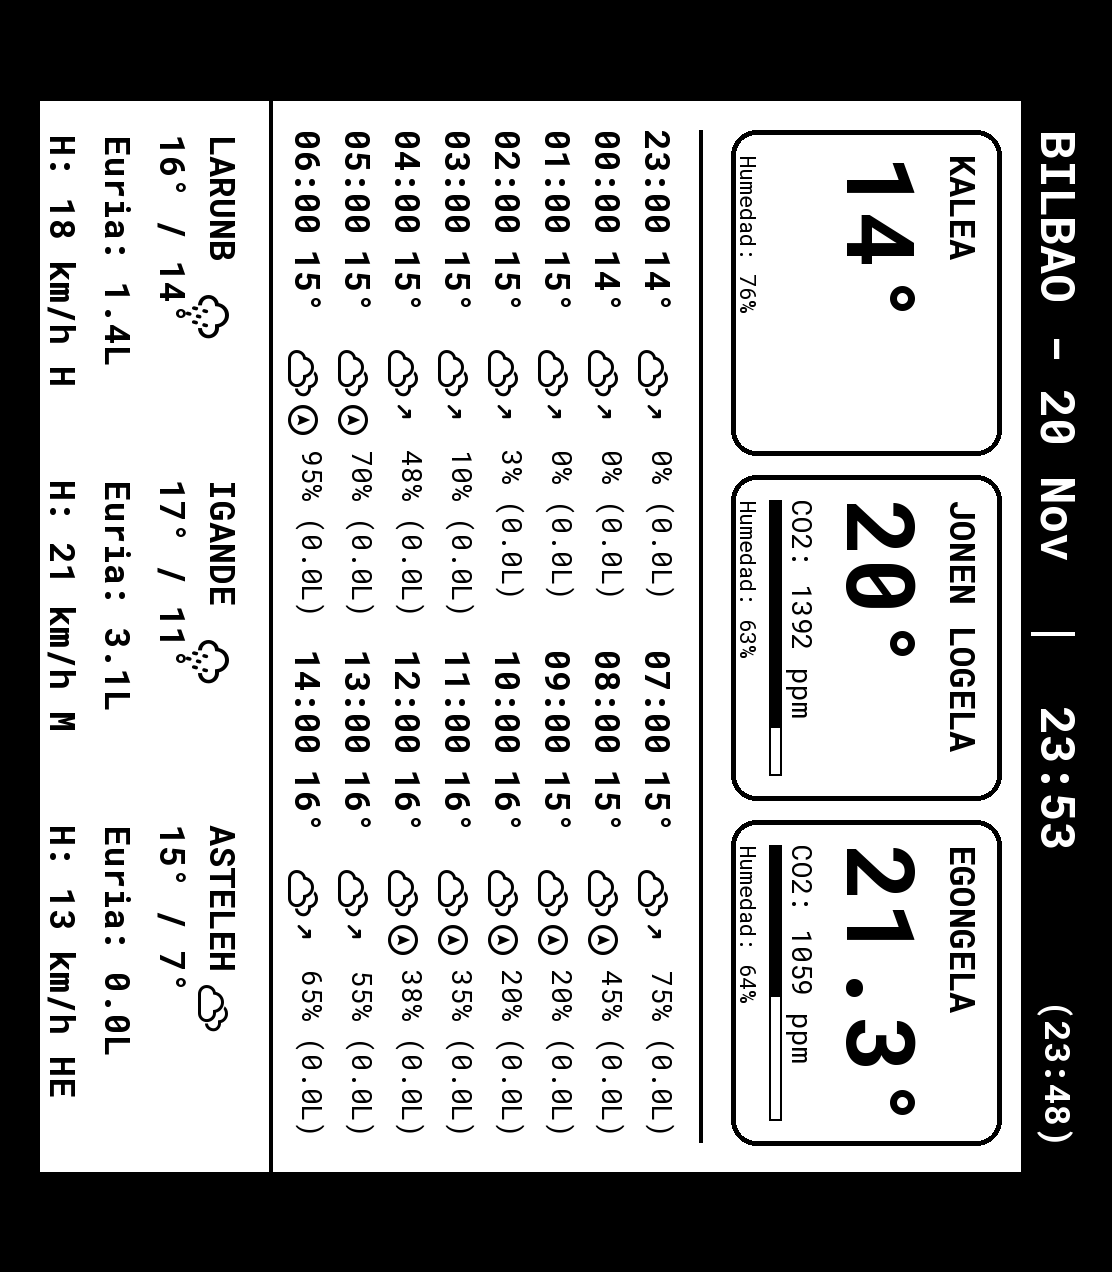 BILBAO - 20 Nov | 23:53 (23:48)
KALEA
14°
Humedad: 76%
JONEN LOGELA
20°
CO2: 1392 ppm
Humedad: 63%
EGONGELA
21.3°
CO2: 1059 ppm
Humedad: 64%
23:00 14° ↗ 0% (0.0L)
00:00 14° ↗ 0% (0.0L)
01:00 15° ↗ 0% (0.0L)
02:00 15° ↗ 3% (0.0L)
03:00 15° ↗ 10% (0.0L)
04:00 15° ↗ 48% (0.0L)
05:00 15° 70% (0.0L)
06:00 15° 95% (0.0L)
07:00 15° ↗ 75% (0.0L)
08:00 15° 45% (0.0L)
09:00 15° 20% (0.0L)
10:00 16° 20% (0.0L)
11:00 16° 35% (0.0L)
12:00 16° 38% (0.0L)
13:00 16° ↗ 55% (0.0L)
14:00 16° ↗ 65% (0.0L)
LARUNB
16° / 14°
Euria: 1.4L
H: 18 km/h H
IGANDE
17° / 11°
Euria: 3.1L
H: 21 km/h M
ASTELEH
15° / 7°
Euria: 0.0L
H: 13 km/h HE